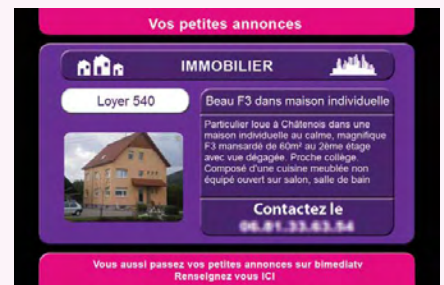 Vos petites annonces
IMMOBILIER
Loyer 540
Beau F3 dans maison individuelle
Particulier loue à Châtenois dans une
maison individuelle au calme, magnifique
F3 mansardé de 60m² au 2ème étage
avec vue dégagée. Proche collège.
Composé d'une cuisine meublée non
équipé ouvert sur salon, salle de bain
Contactez le
Vous aussi passez vos petites annonces sur bimediatv
Renseignez vous ICI